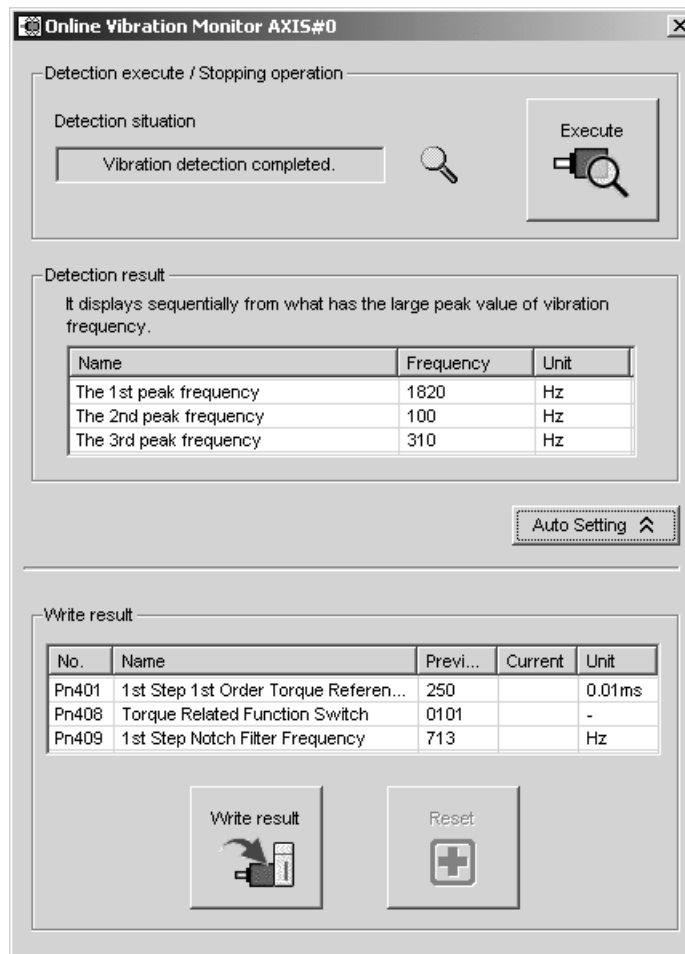 Online Vibration Monitor AXIS#0
Detection execute / Stopping operation
Detection situation
Vibration detection completed.
Execute
Detection result
It displays sequentially from what has the large peak value of vibration
frequency.
Name Frequency Unit
The 1st peak frequency 1820 Hz
The 2nd peak frequency 100 Hz
The 3rd peak frequency 310 Hz
Auto Setting
Write result
No. Name Previ... Current Unit
Pn401 1st Step 1st Order Torque Referen... 250 0.01ms
Pn408 Torque Related Function Switch 0101 -
Pn409 1st Step Notch Filter Frequency 713 Hz
Write result
Reset